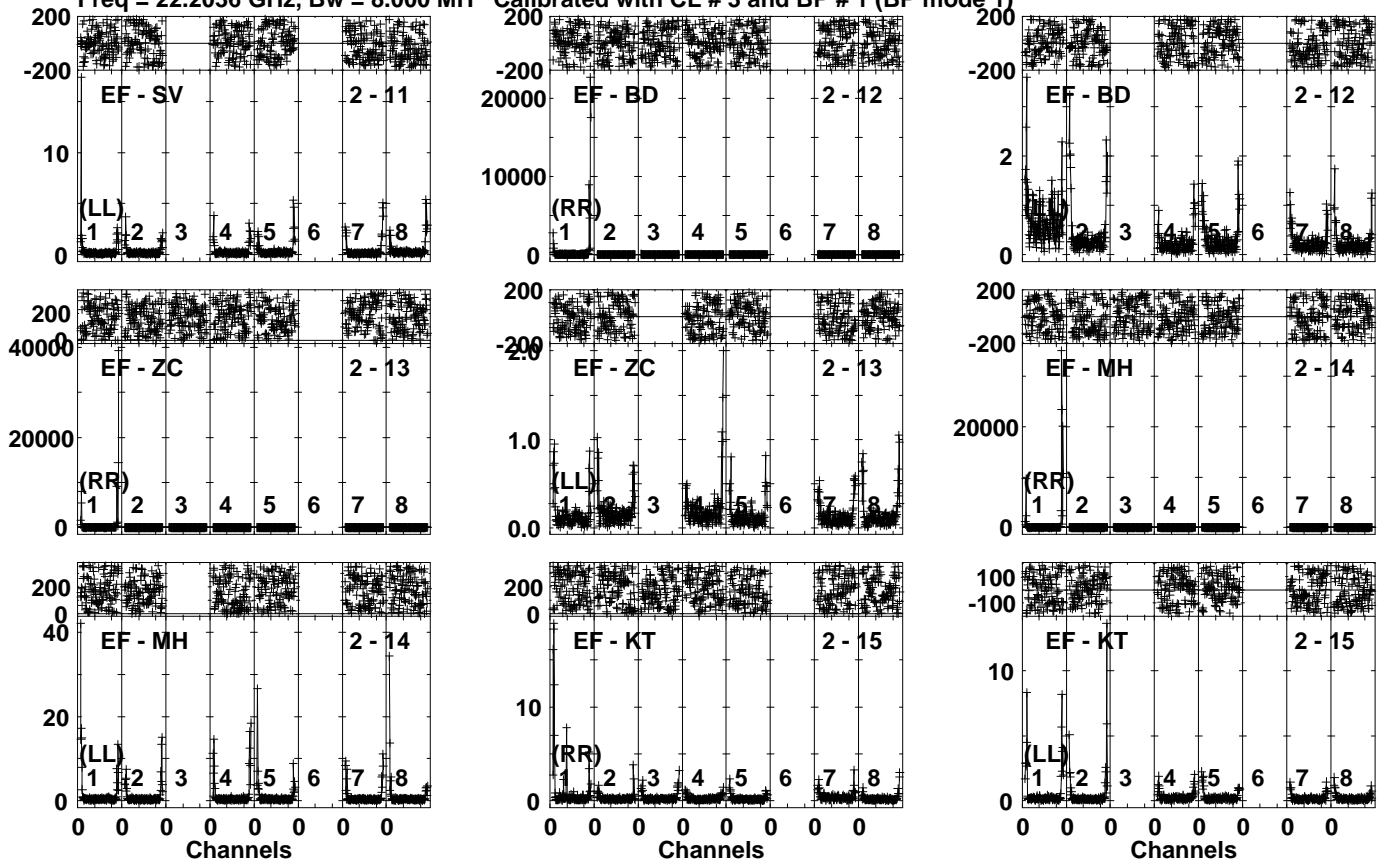 Freq = 22.2036 GHz, Bw = 8.000 MH Calibrated with CL # 3 and BP # 1 (BP mode 1)
200
-200
EF - SV 2 - 11
10
(LL)
1 2 3 4 5 6 7 8
0
200
-200
20000
EF - BD 2 - 12
10000
(RR)
1 2 3 4 5 6 7 8
0
200
-200
EF - BD 2 - 12
2
(LL)
1 2 3 4 5 6 7 8
0
200
0
40000
EF - ZC 2 - 13
20000
(RR)
1 2 3 4 5 6 7 8
0
200
-200
2.0
EF - ZC 2 - 13
1.0
(LL)
1 2 3 4 5 6 7 8
0.0
200
-200
EF - MH 2 - 14
20000
(RR)
1 2 3 4 5 6 7 8
0
200
0
40
EF - MH 2 - 14
20
(LL)
1 2 3 4 5 6 7 8
0
0 0 0 0 0 0 0 0
Channels
200
0
EF - KT 2 - 15
10
(RR)
1 2 3 4 5 6 7 8
0
0 0 0 0 0 0 0 0
Channels
100
-100
EF - KT 2 - 15
10
(LL)
1 2 3 4 5 6 7 8
0
0 0 0 0 0 0 0 0
Channels